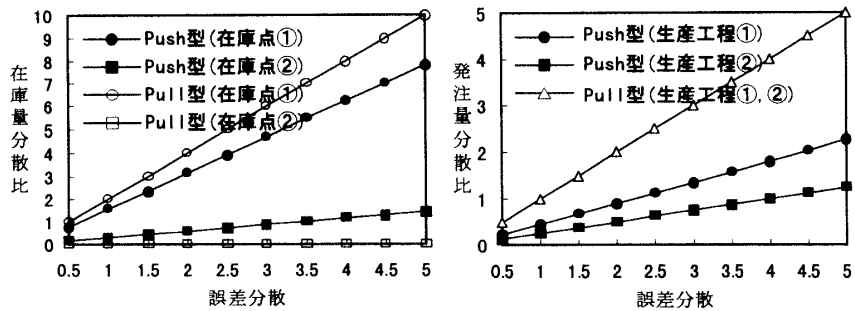 在庫量分散比
10
9
8
7
6
5
4
3
2
1
0
Push型(在庫点①)
Push型(在庫点②)
Pull型(在庫点①)
Pull型(在庫点②)
0.5 1 1.5 2 2.5 3 3.5 4 4.5 5
誤差分散
発注量分散比
5
4
3
2
1
0
Push型(生産工程①)
Push型(生産工程②)
Pull型(生産工程①,②)
0.5 1 1.5 2 2.5 3 3.5 4 4.5 5
誤差分散